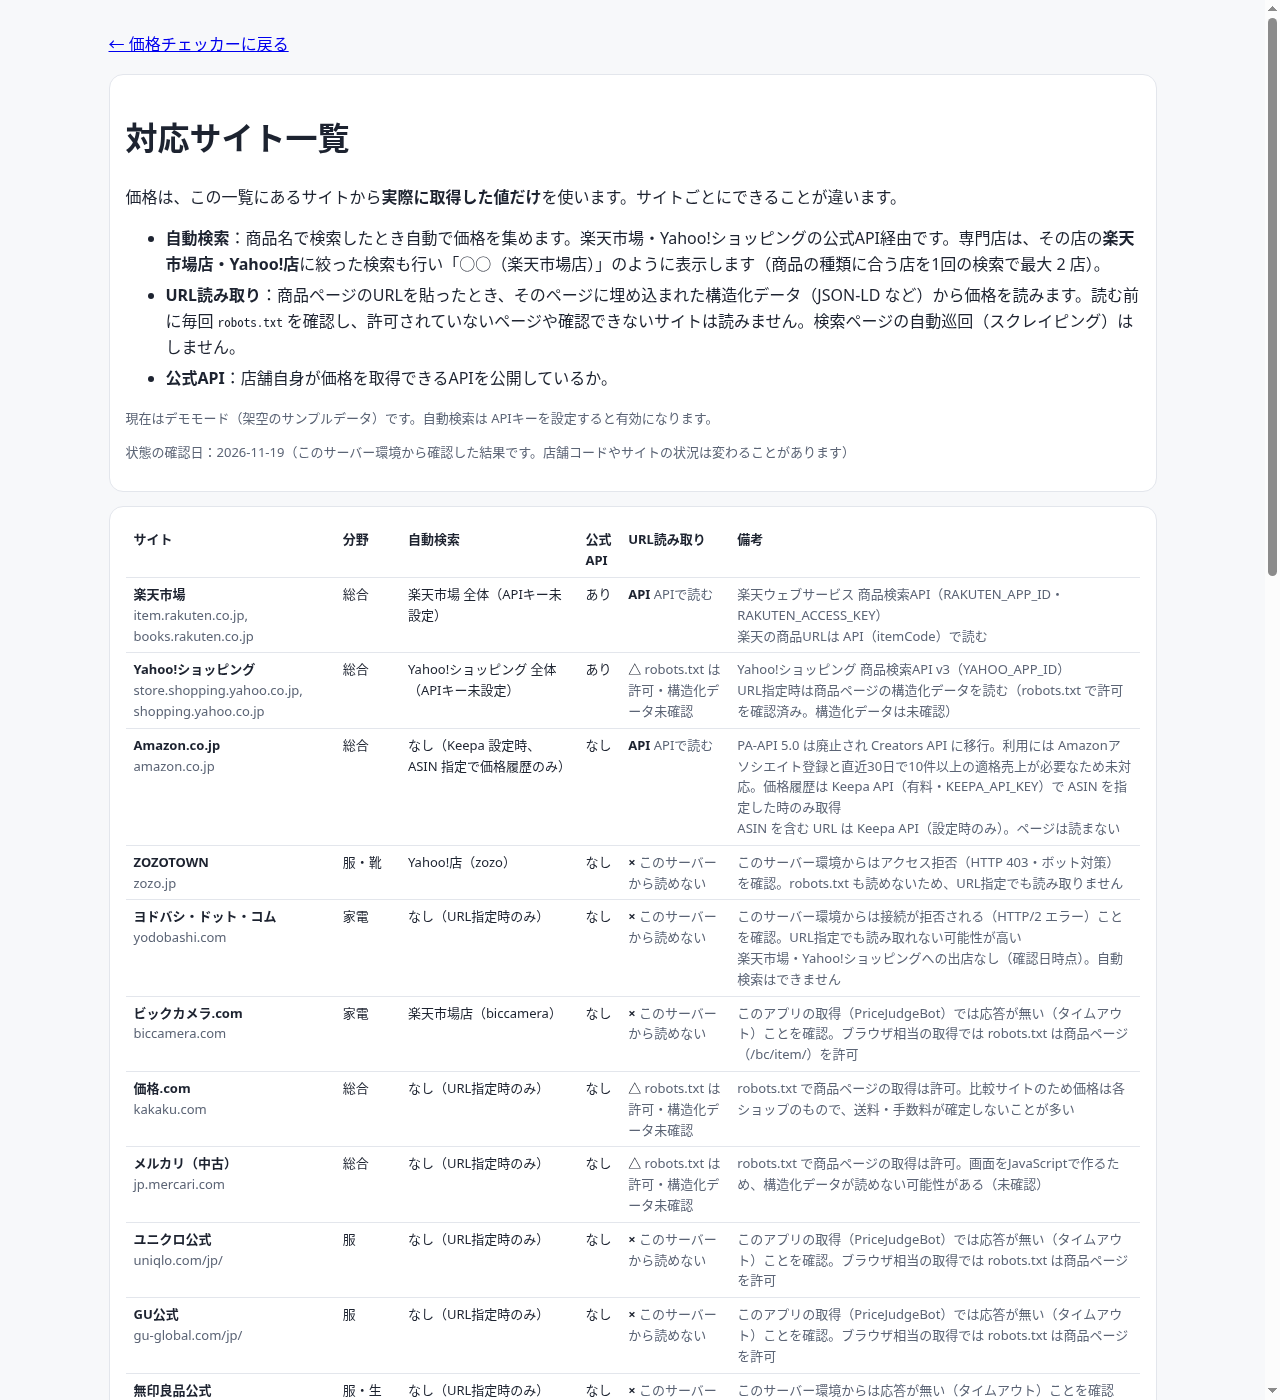 ← 価格チェッカーに戻る
対応サイト一覧
価格は、この一覧にあるサイトから実際に取得した値だけを使います。サイトごとにできることが違います。
• 自動検索：商品名で検索したとき自動で価格を集めます。楽天市場・Yahoo!ショッピングの公式API経由です。専門店は、その店の楽天
市場店・Yahoo!店に絞った検索も行い「〇〇（楽天市場店）」のように表示します（商品の種類に合う店を1回の検索で最大 2 店）。
• URL読み取り：商品ページのURLを貼ったとき、そのページに埋め込まれた構造化データ（JSON-LD など）から価格を読みます。読む前
に毎回 robots.txt を確認し、許可されていないページや確認できないサイトは読みません。検索ページの自動巡回（スクレイピング）は
しません。
• 公式API：店舗自身が価格を取得できるAPIを公開しているか。
現在はデモモード（架空のサンプルデータ）です。自動検索は APIキーを設定すると有効になります。
状態の確認日：2026-11-19（このサーバー環境から確認した結果です。店舗コードやサイトの状況は変わることがあります）
サイト 分野 自動検索 公式 URL読み取り 備考
API
楽天市場 総合 楽天市場 全体（APIキー未 あり API APIで読む 楽天ウェブサービス 商品検索API（RAKUTEN_APP_ID・
item.rakuten.co.jp, 設定） RAKUTEN_ACCESS_KEY）
books.rakuten.co.jp 楽天の商品URLは API（itemCode）で読む
Yahoo!ショッピング 総合 Yahoo!ショッピング 全体 あり △ robots.txt は Yahoo!ショッピング 商品検索API v3（YAHOO_APP_ID）
store.shopping.yahoo.co.jp, （APIキー未設定） 許可・構造化デ URL指定時は商品ページの構造化データを読む（robots.txt で許可
shopping.yahoo.co.jp ータ未確認 を確認済み。構造化データは未確認）
Amazon.co.jp 総合 なし（Keepa 設定時、 なし API APIで読む PA-API 5.0 は廃止され Creators API に移行。利用には Amazonア
amazon.co.jp ASIN 指定で価格履歴のみ） ソシエイト登録と直近30日で10件以上の適格売上が必要なため未対
応。価格履歴は Keepa API（有料・KEEPA_API_KEY）で ASIN を指
定した時のみ取得
ASIN を含む URL は Keepa API（設定時のみ）。ページは読まない
ZOZOTOWN 服・靴 Yahoo!店（zozo） なし × このサーバー このサーバー環境からはアクセス拒否（HTTP 403・ボット対策）
zozo.jp から読めない を確認。robots.txt も読めないため、URL指定でも読み取りません
ヨドバシ・ドット・コム 家電 なし（URL指定時のみ） なし × このサーバー このサーバー環境からは接続が拒否される（HTTP/2 エラー）こと
yodobashi.com から読めない を確認。URL指定でも読み取れない可能性が高い
楽天市場・Yahoo!ショッピングへの出店なし（確認日時点）。自動
検索はできません
ビックカメラ.com 家電 楽天市場店（biccamera） なし × このサーバー このアプリの取得（PriceJudgeBot）では応答が無い（タイムアウ
biccamera.com から読めない ト）ことを確認。ブラウザ相当の取得では robots.txt は商品ページ
（/bc/item/）を許可
価格.com 総合 なし（URL指定時のみ） なし △ robots.txt は robots.txt で商品ページの取得は許可。比較サイトのため価格は各
kakaku.com 許可・構造化デ ショップのもので、送料・手数料が確定しないことが多い
ータ未確認
メルカリ（中古） 総合 なし（URL指定時のみ） なし △ robots.txt は robots.txt で商品ページの取得は許可。画面をJavaScriptで作るた
jp.mercari.com 許可・構造化デ め、構造化データが読めない可能性がある（未確認）
ータ未確認
ユニクロ公式 服 なし（URL指定時のみ） なし × このサーバー このアプリの取得（PriceJudgeBot）では応答が無い（タイムアウ
uniqlo.com/jp/ から読めない ト）ことを確認。ブラウザ相当の取得では robots.txt は商品ページ
を許可
GU公式 服 なし（URL指定時のみ） なし × このサーバー このアプリの取得（PriceJudgeBot）では応答が無い（タイムアウ
gu-global.com/jp/ から読めない ト）ことを確認。ブラウザ相当の取得では robots.txt は商品ページ
を許可
無印良品公式 服・生 なし（URL指定時のみ） なし × このサーバー このサーバー環境からは応答が無い（タイムアウト）ことを確認